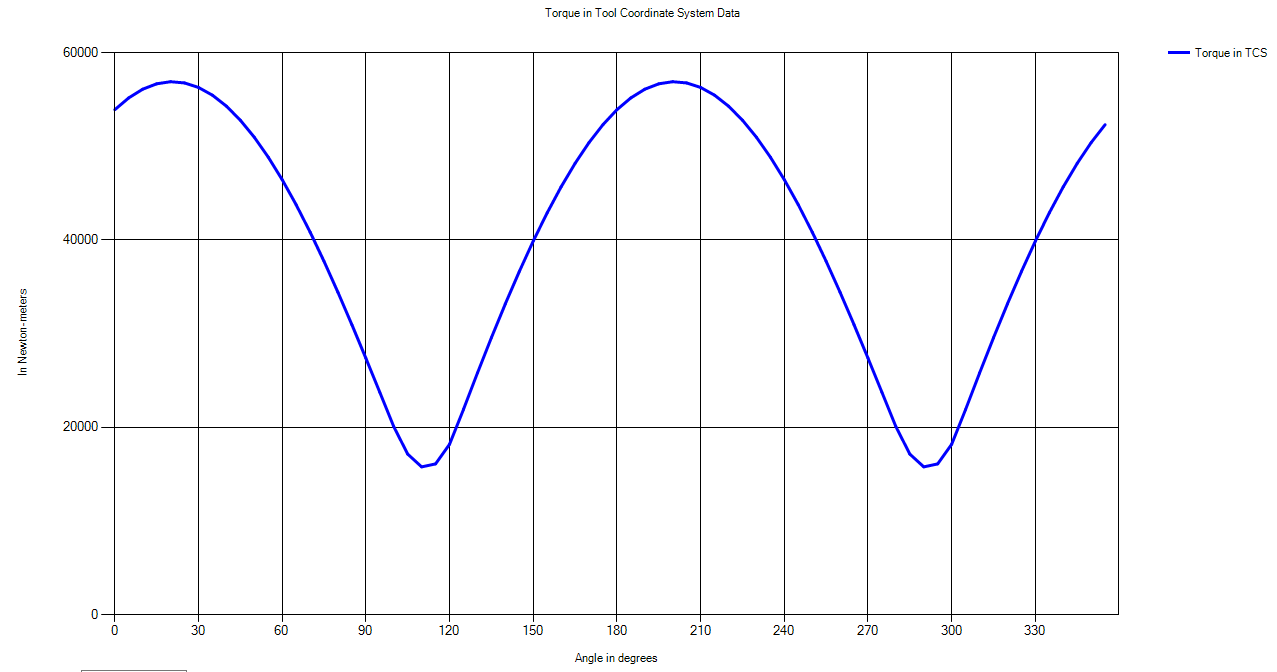 Torque in Tool Coordinate System Data
Torque in TCS
60000
40000
20000
0
In Newton-meters
0 30 60 90 120 150 180 210 240 270 300 330
Angle in degrees